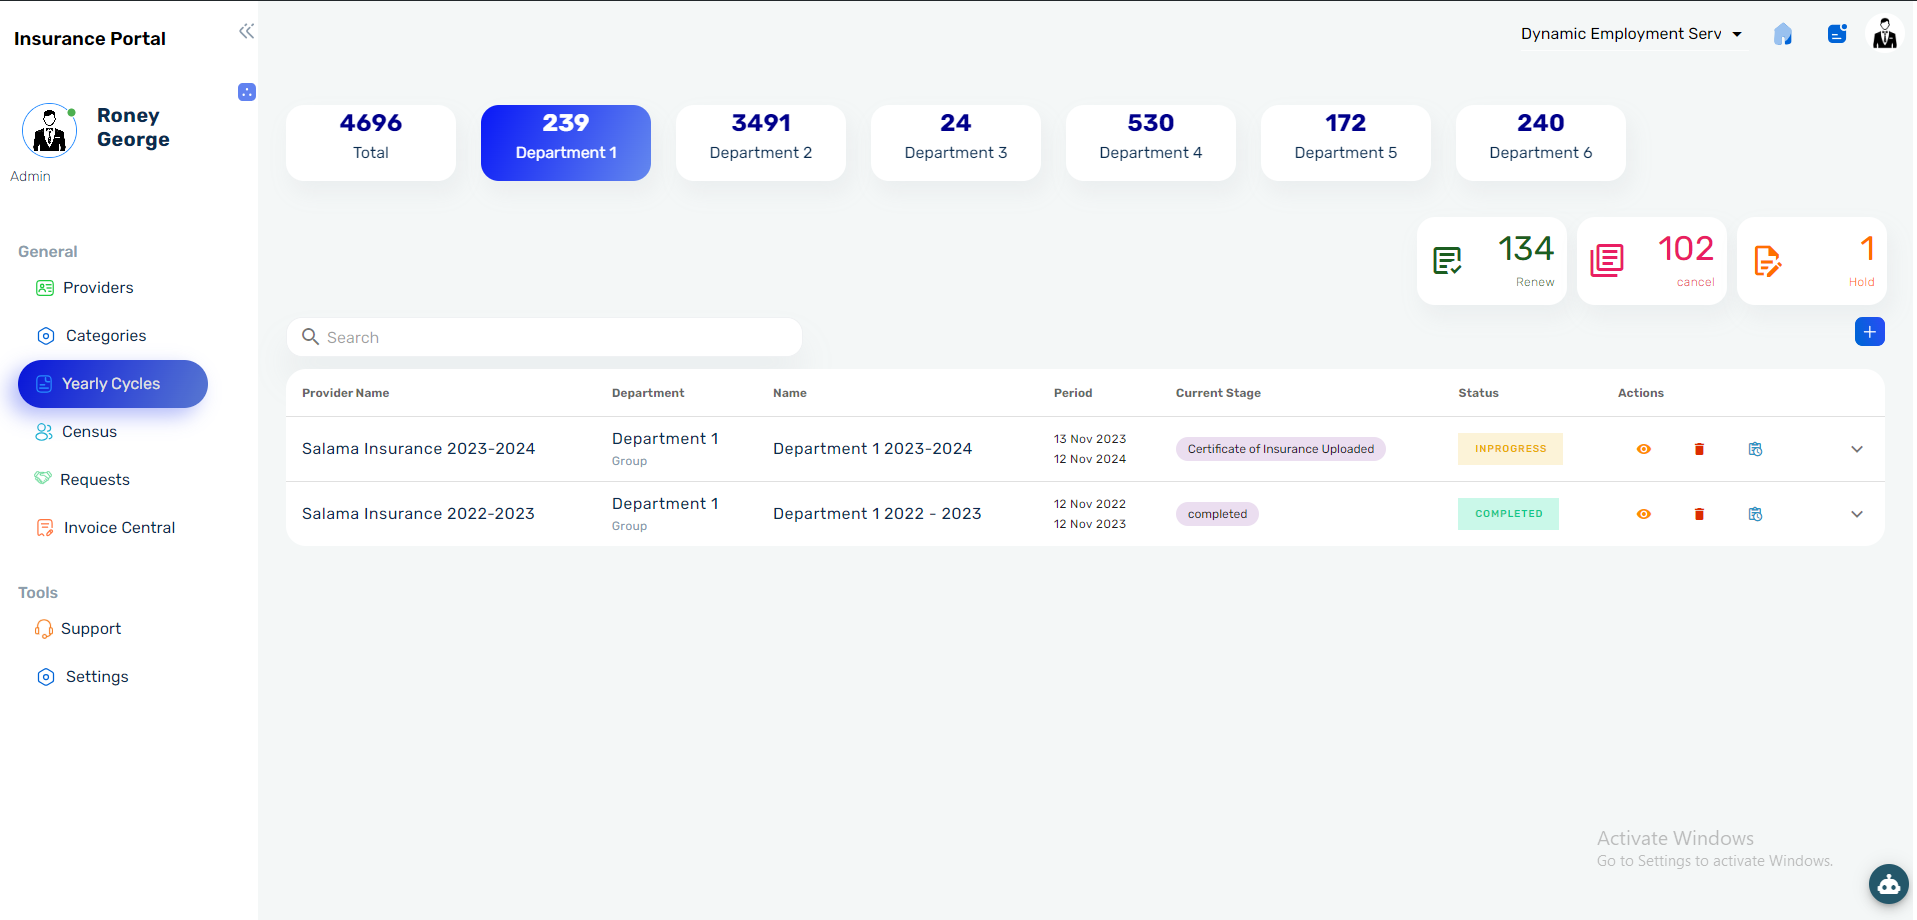 Insurance Portal
Dynamic Employment Serv
Roney
George
Admin
General
Providers
Categories
Yearly Cycles
Census
Requests
Invoice Central
Tools
Support
Settings
4696
Total
239
Department 1
3491
Department 2
24
Department 3
530
Department 4
172
Department 5
240
Department 6
134
Renew
102
cancel
1
Hold
Search
+
Provider Name Department Name Period Current Stage Status Actions
Salama Insurance 2023-2024
Department 1
Group
Department 1 2023-2024
13 Nov 2023
12 Nov 2024
Certificate of Insurance Uploaded
INPROGRESS
Salama Insurance 2022-2023
Department 1
Group
Department 1 2022 - 2023
12 Nov 2022
12 Nov 2023
completed
COMPLETED
Activate Windows
Go to Settings to activate Windows.